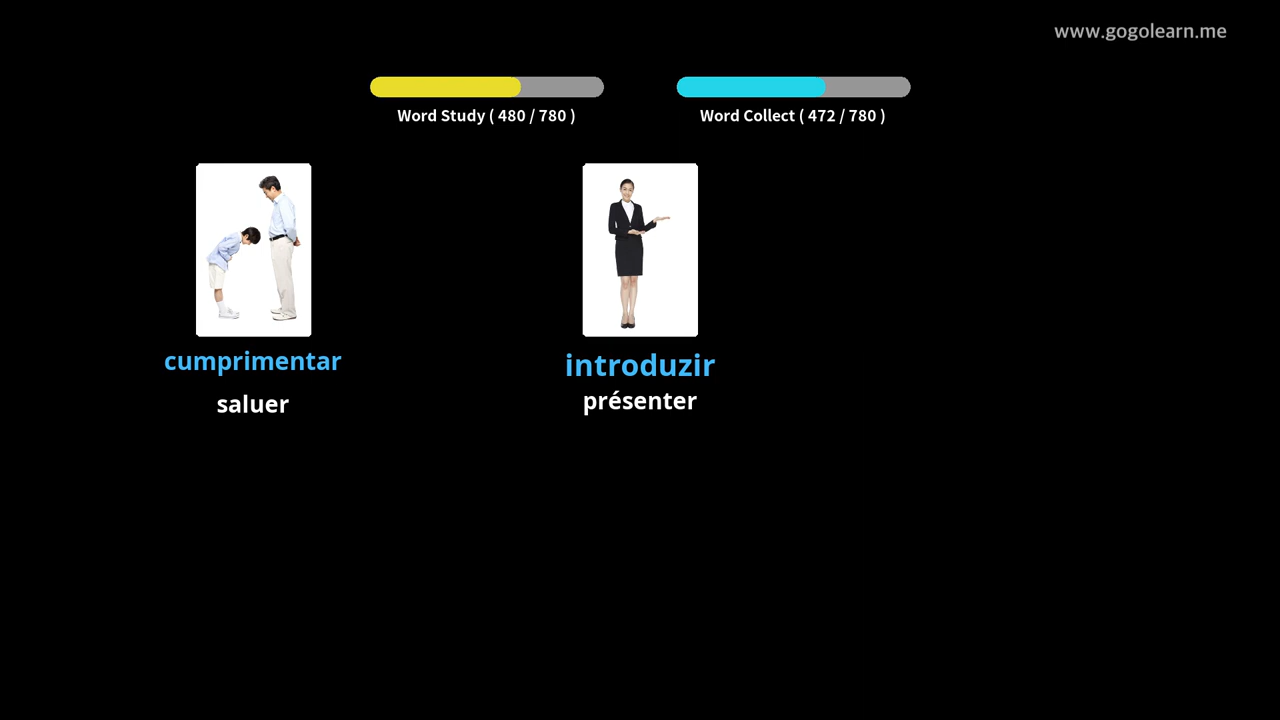 www.gogolearn.me
Word Study ( 480 / 780 )
Word Collect ( 472 / 780 )
cumprimentar
saluer
introduzir
présenter